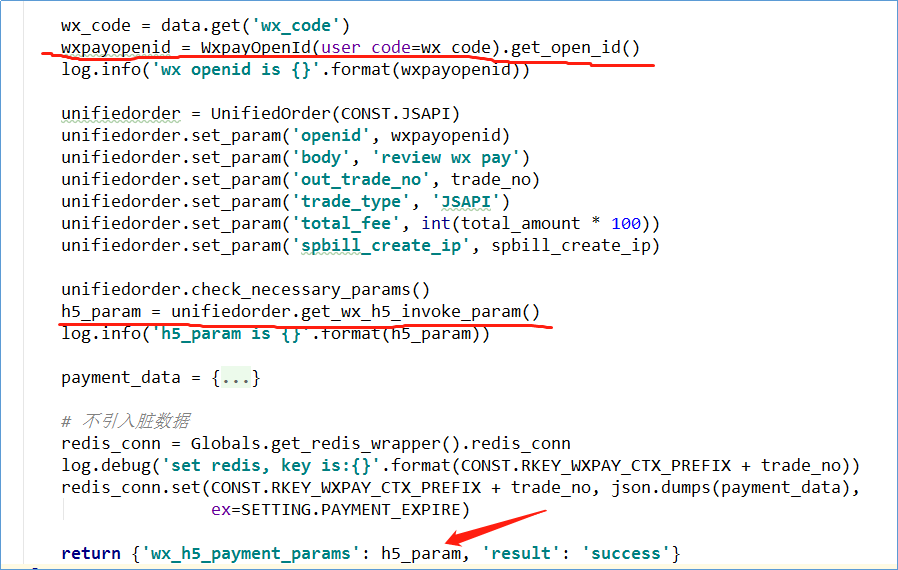 wx_code = data.get('wx_code')
wxpayopenid = WxpayOpenId(user_code=wx_code).get_open_id()
log.info('wx openid is {}'.format(wxpayopenid))
unifiedorder = UnifiedOrder(CONST.JSAPI)
unifiedorder.set_param('openid', wxpayopenid)
unifiedorder.set_param('body', 'review wx pay')
unifiedorder.set_param('out_trade_no', trade_no)
unifiedorder.set_param('trade_type', 'JSAPI')
unifiedorder.set_param('total_fee', int(total_amount * 100))
unifiedorder.set_param('spbill_create_ip', spbill_create_ip)
unifiedorder.check_necessary_params()
h5_param = unifiedorder.get_wx_h5_invoke_param()
log.info('h5_param is {}'.format(h5_param))
payment_data = {...}
# 不引入脏数据
redis_conn = Globals.get_redis_wrapper().redis_conn
log.debug('set redis, key is:{}'.format(CONST.RKEY_WXPAY_CTX_PREFIX + trade_no))
redis_conn.set(CONST.RKEY_WXPAY_CTX_PREFIX + trade_no, json.dumps(payment_data),
ex=SETTING.PAYMENT_EXPIRE)
return {'wx_h5_payment_params': h5_param, 'result': 'success'}